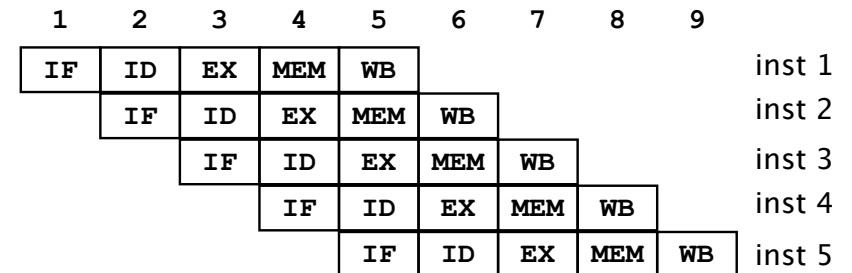 1 2 3 4 5 6 7 8 9
IF ID EX MEM WB inst 1
IF ID EX MEM WB inst 2
IF ID EX MEM WB inst 3
IF ID EX MEM WB inst 4
IF ID EX MEM WB inst 5